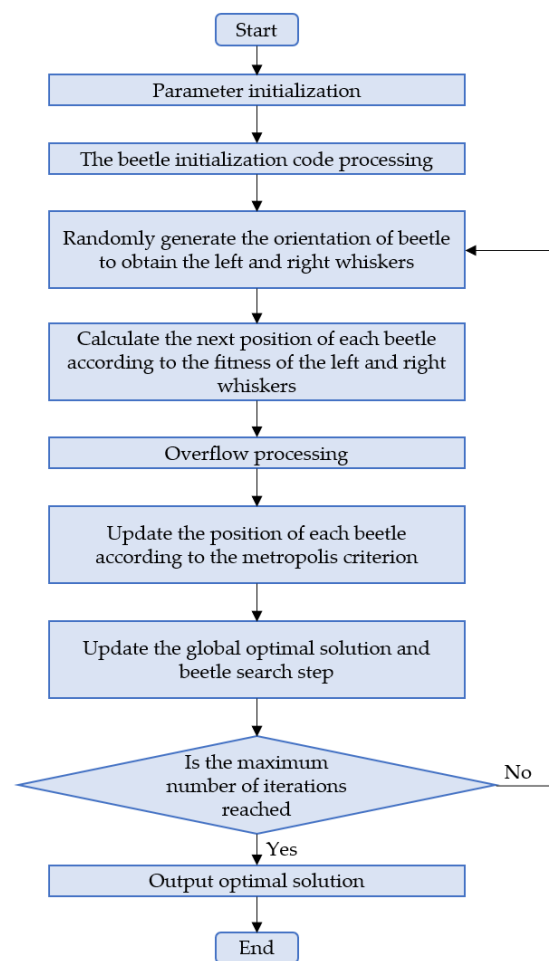 Start
Parameter initialization
The beetle initialization code processing
Randomly generate the orientation of beetle
to obtain the left and right whiskers
Calculate the next position of each beetle
according to the fitness of the left and right
whiskers
Overflow processing
Update the position of each beetle
according to the metropolis criterion
Update the global optimal solution and
beetle search step
Is the maximum
number of iterations
reached
No
Yes
Output optimal solution
End